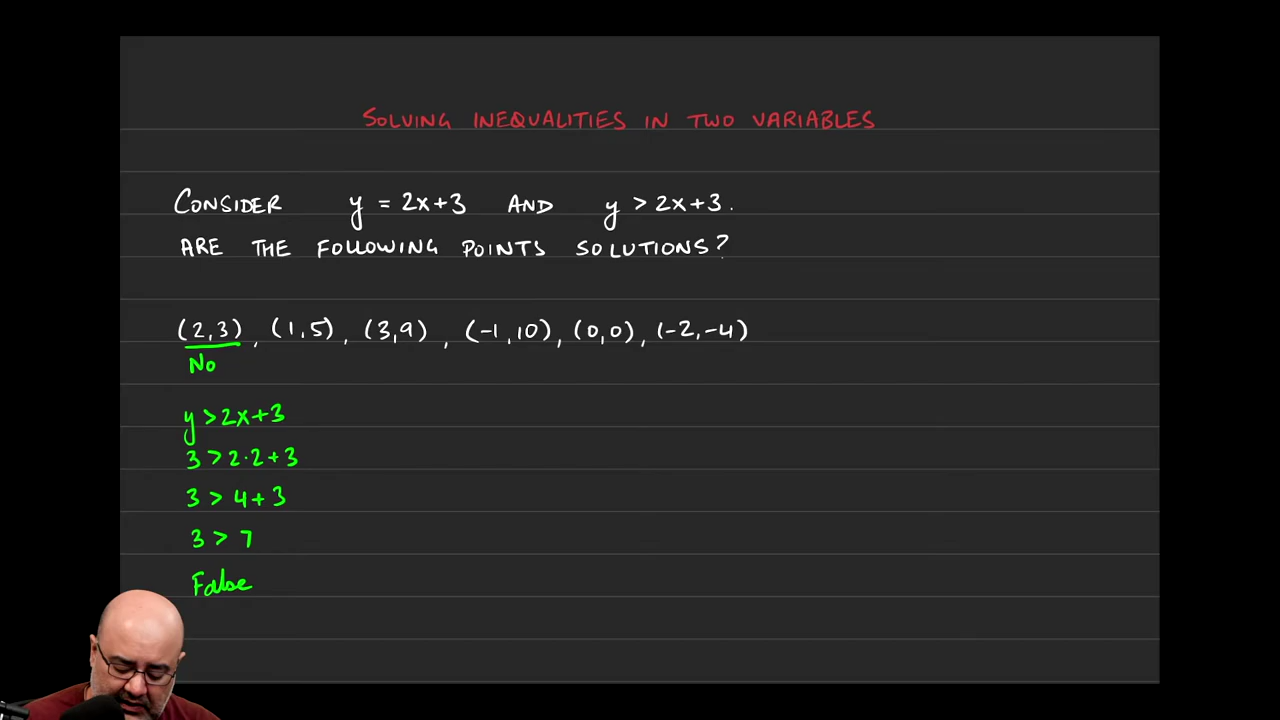 SOLVING INEQUALITIES IN TWO VARIABLES
CONSIDER y = 2x+3 AND y > 2x+3.
ARE THE FOLLOWING POINTS SOLUTIONS?
(2,3), (1,5), (3,9), (-1,10), (0,0), (-2,-4)
No
y > 2x+3
3 > 2·2+3
3 > 4+3
3 > 7
False